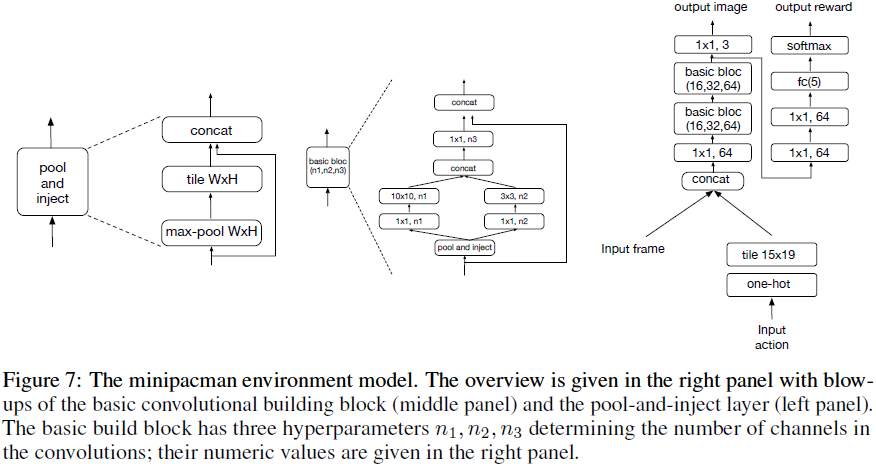 pool
and
inject
concat
tile WxH
max-pool WxH
basic bloc
(n1,n2,n3)
concat
1x1, n3
concat
10x10, n1
3x3, n2
1x1, n1
1x1, n2
pool and inject
output image
output reward
1x1, 3
softmax
basic bloc
(16,32,64)
fc(5)
basic bloc
(16,32,64)
1x1, 64
1x1, 64
1x1, 64
concat
Input frame
tile 15x19
one-hot
Input
action
Figure 7: The minipacman environment model. The overview is given in the right panel with blow-
ups of the basic convolutional building block (middle panel) and the pool-and-inject layer (left panel).
The basic build block has three hyperparameters n₁, n₂, n₃ determining the number of channels in
the convolutions; their numeric values are given in the right panel.